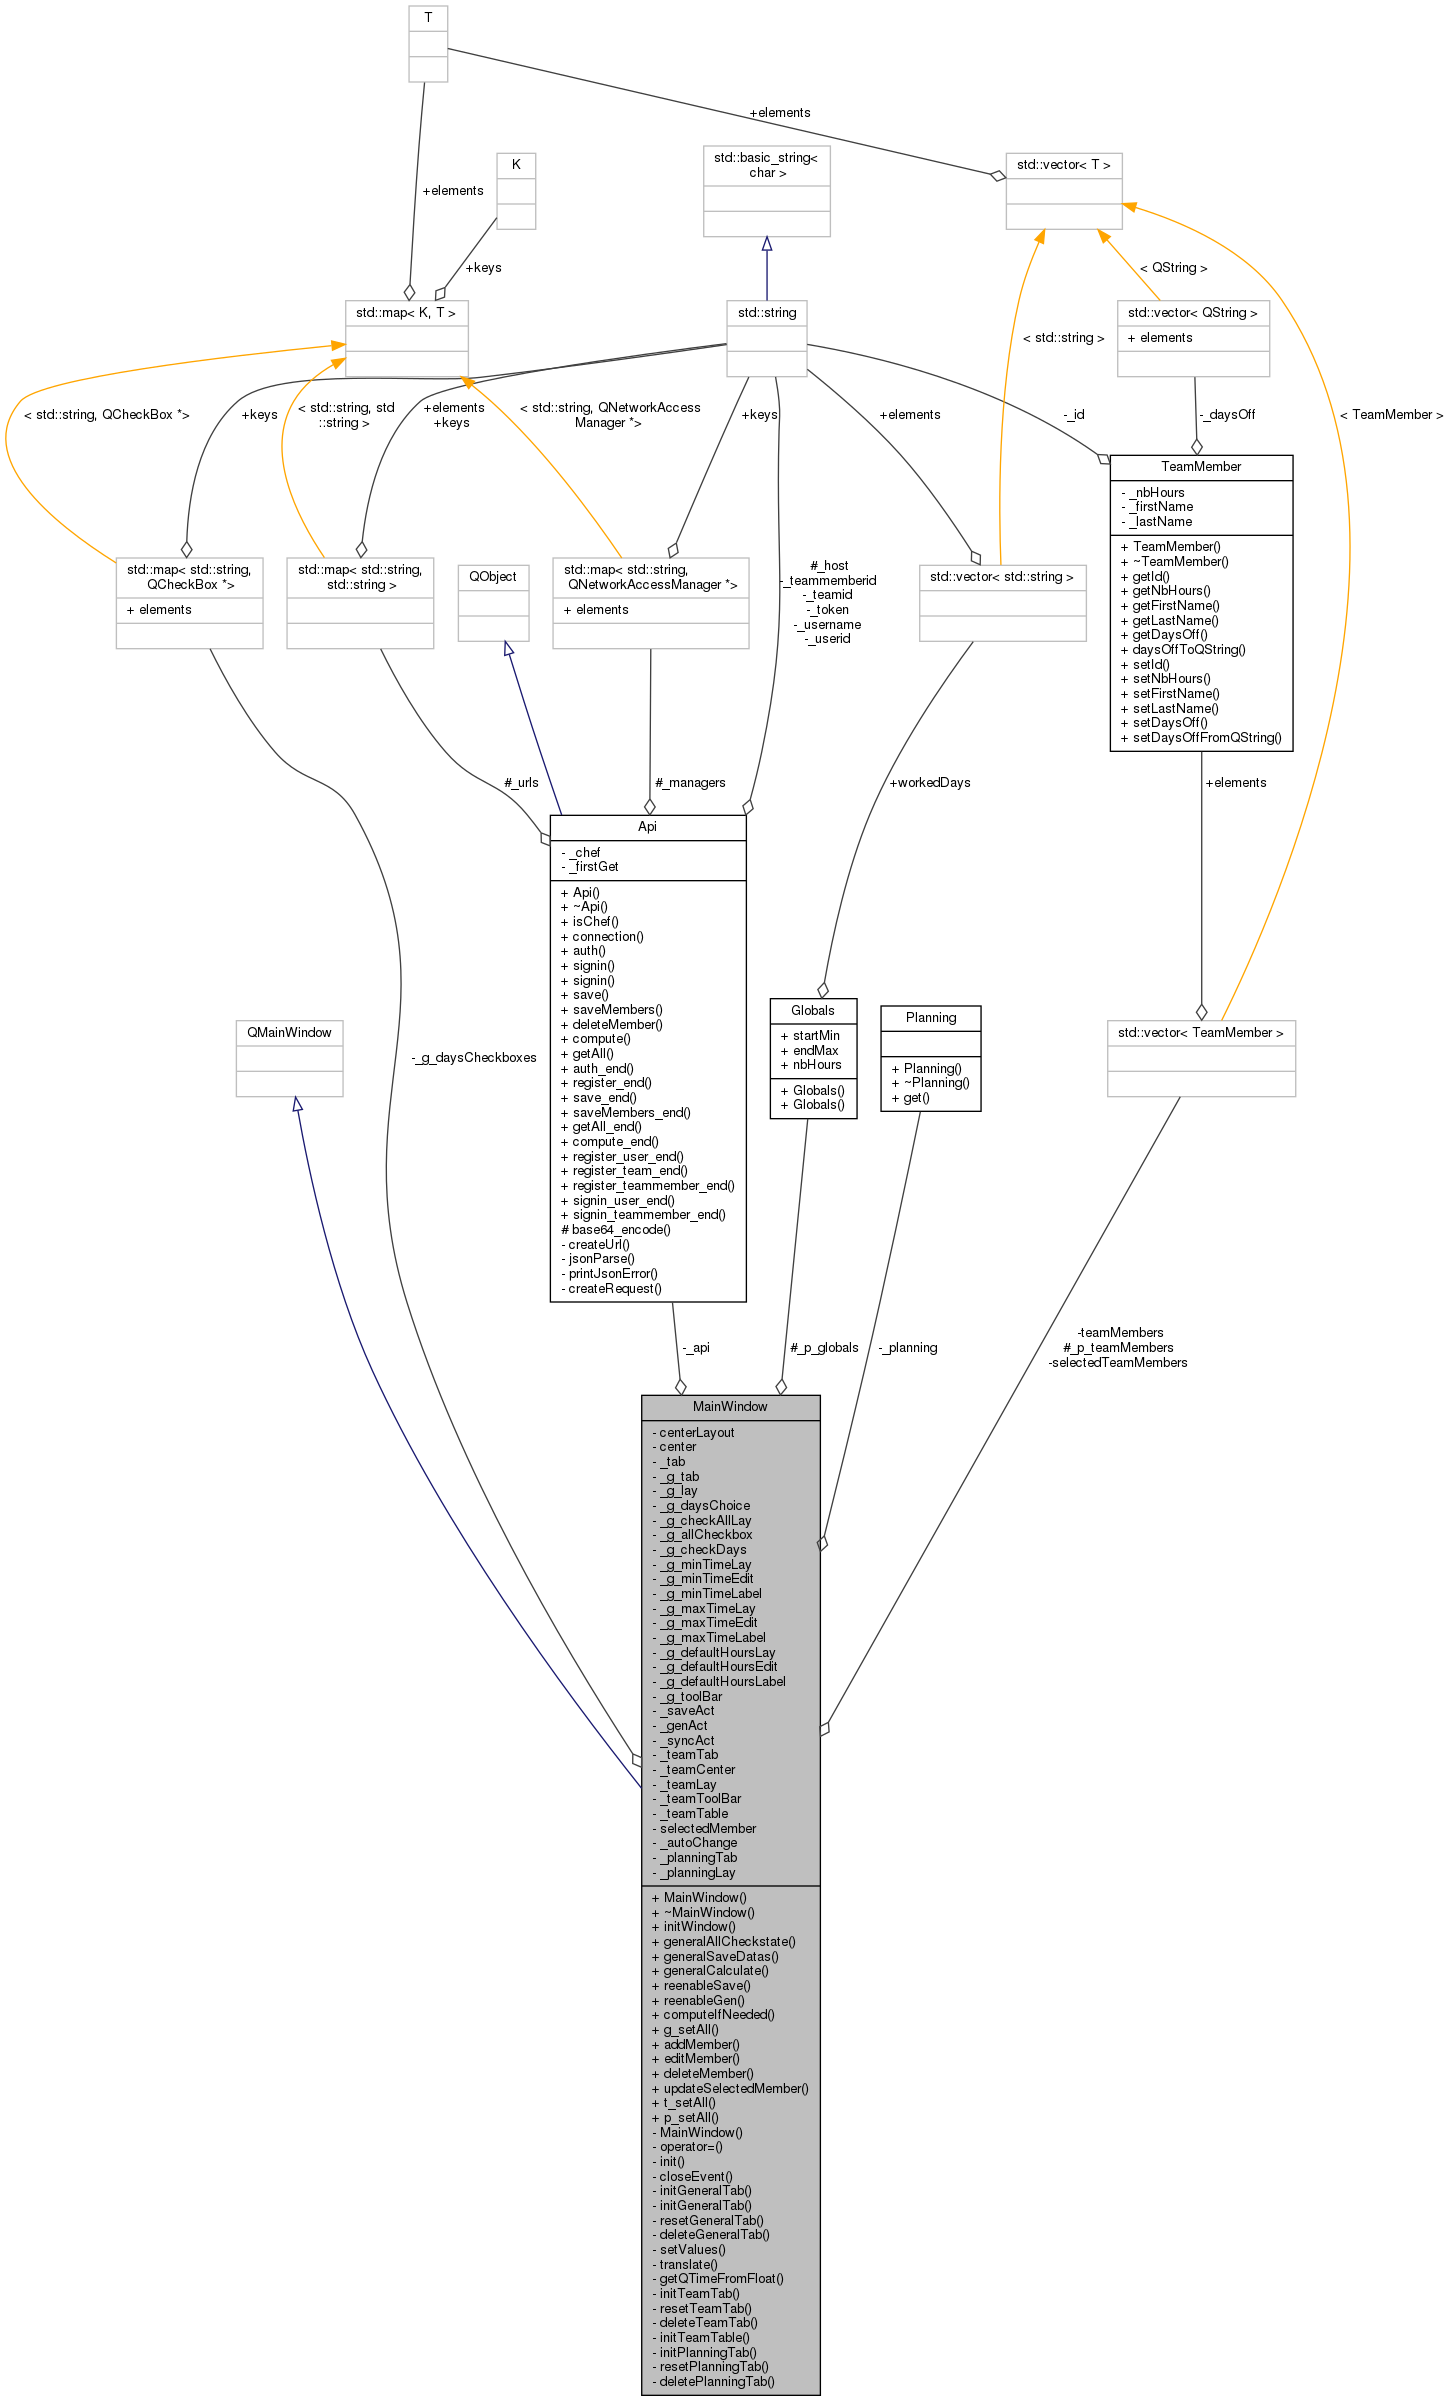 T
+elements
std::basic_string<
char >
K
std::vector< T >
+elements
+keys
< QString >
std::map< K, T >
std::string
std::vector< QString >
+ elements
< std::string >
< std::string, QCheckBox *>
+keys
< std::string, std
::string >
+elements
+keys
< std::string, QNetworkAccess
Manager *>
+keys
+elements
-_id
-_daysOff
< TeamMember >
TeamMember
- _nbHours
- _firstName
- _lastName
+ TeamMember()
+ ~TeamMember()
+ getId()
+ getNbHours()
+ getFirstName()
+ getLastName()
+ getDaysOff()
+ daysOffToQString()
+ setId()
+ setNbHours()
+ setFirstName()
+ setLastName()
+ setDaysOff()
+ setDaysOffFromQString()
std::map< std::string,
QCheckBox *>
+ elements
std::map< std::string,
std::string >
QObject
std::map< std::string,
QNetworkAccessManager *>
+ elements
#_host
-_teammemberid
-_teamid
-_token
-_username
-_userid
std::vector< std::string >
#_urls
#_managers
+workedDays
+elements
Api
- _chef
- _firstGet
+ Api()
+ ~Api()
+ isChef()
+ connection()
+ auth()
+ signin()
+ signin()
+ save()
+ saveMembers()
+ deleteMember()
+ compute()
+ getAll()
+ auth_end()
+ register_end()
+ save_end()
+ saveMembers_end()
+ getAll_end()
+ compute_end()
+ register_user_end()
+ register_team_end()
+ register_teammember_end()
+ signin_user_end()
+ signin_teammember_end()
# base64_encode()
- createUrl()
- jsonParse()
- printJsonError()
- createRequest()
QMainWindow
-_g_daysCheckboxes
Globals
+ startMin
+ endMax
+ nbHours
+ Globals()
+ Globals()
Planning
+ Planning()
+ ~Planning()
+ get()
std::vector< TeamMember >
-_api
#_p_globals
-_planning
-teamMembers
#_p_teamMembers
-selectedTeamMembers
MainWindow
- centerLayout
- center
- _tab
- _g_tab
- _g_lay
- _g_daysChoice
- _g_checkAllLay
- _g_allCheckbox
- _g_checkDays
- _g_minTimeLay
- _g_minTimeEdit
- _g_minTimeLabel
- _g_maxTimeLay
- _g_maxTimeEdit
- _g_maxTimeLabel
- _g_defaultHoursLay
- _g_defaultHoursEdit
- _g_defaultHoursLabel
- _g_toolBar
- _saveAct
- _genAct
- _syncAct
- _teamTab
- _teamCenter
- _teamLay
- _teamToolBar
- _teamTable
- selectedMember
- _autoChange
- _planningTab
- _planningLay
+ MainWindow()
+ ~MainWindow()
+ initWindow()
+ generalAllCheckstate()
+ generalSaveDatas()
+ generalCalculate()
+ reenableSave()
+ reenableGen()
+ computeIfNeeded()
+ g_setAll()
+ addMember()
+ editMember()
+ deleteMember()
+ updateSelectedMember()
+ t_setAll()
+ p_setAll()
- MainWindow()
- operator=()
- init()
- closeEvent()
- initGeneralTab()
- initGeneralTab()
- resetGeneralTab()
- deleteGeneralTab()
- setValues()
- translate()
- getQTimeFromFloat()
- initTeamTab()
- resetTeamTab()
- deleteTeamTab()
- initTeamTable()
- initPlanningTab()
- resetPlanningTab()
- deletePlanningTab()